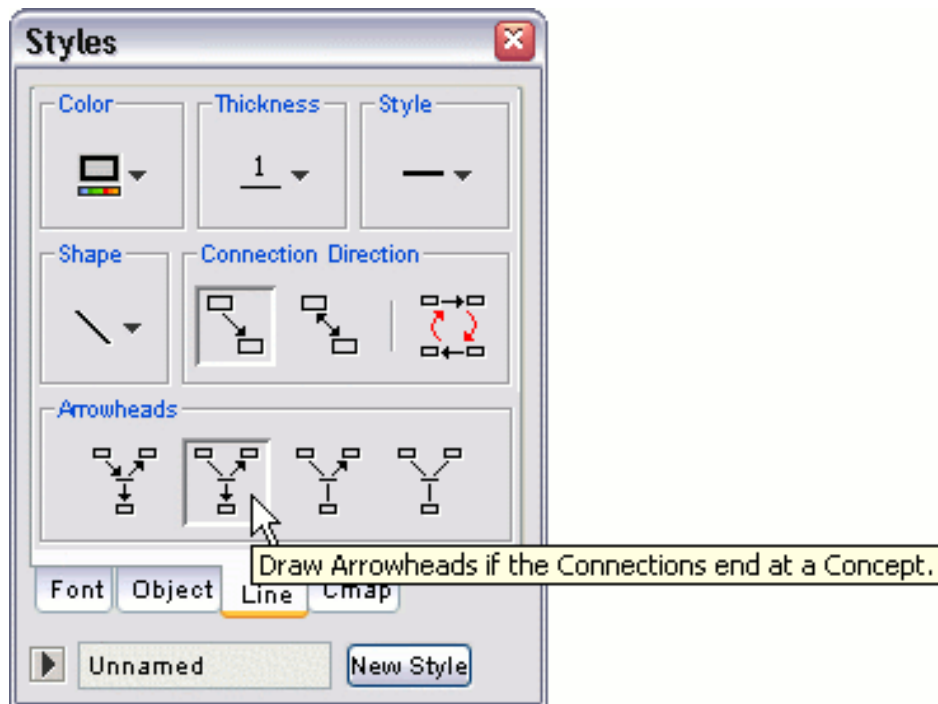 Styles
Color Thickness Style
1
Shape Connection Direction
Arrowheads
Draw Arrowheads if the Connections end at a Concept.
Font Object Line Cmap
Unnamed New Style